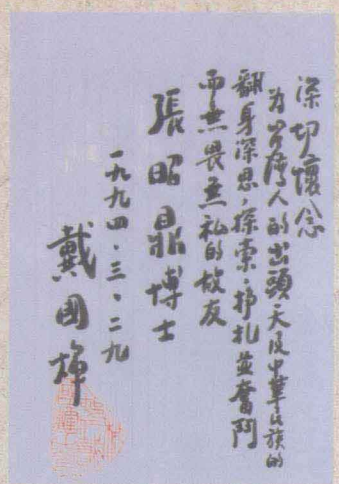 深切懷念
為台灣人的出頭天及中華民族的
翻身深思,探索,掙扎並奮鬥
而無畏無私的故友
張昭鼎博士
一九九四.三.二九
戴國煇